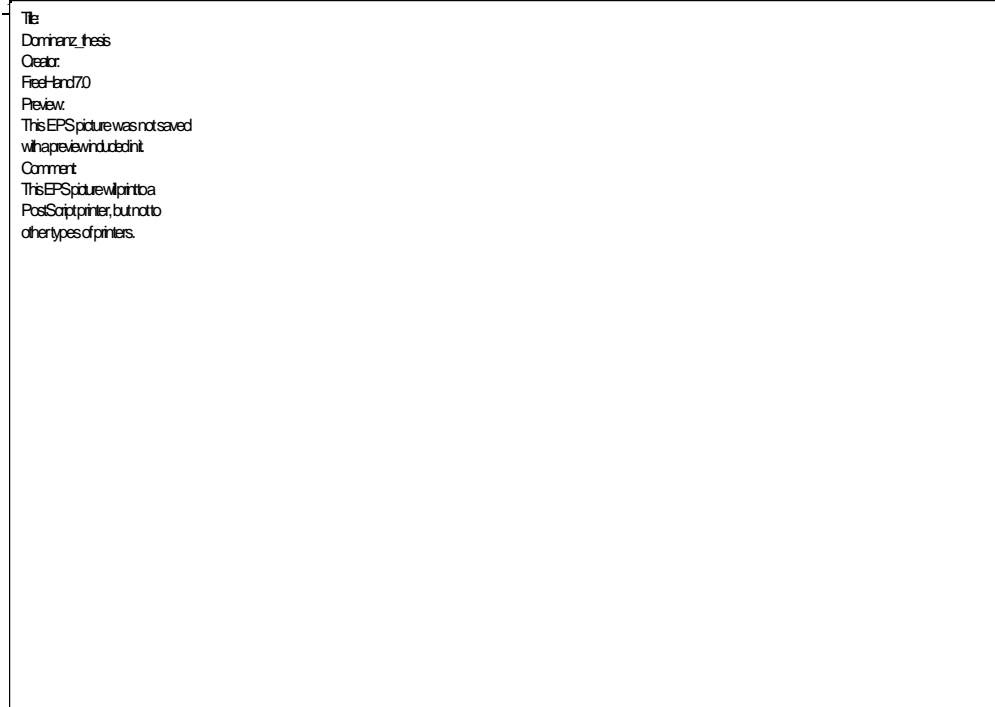 Title:
Dominanz_thesis
Creator:
FreeHand 7.0
Preview:
This EPS picture was not saved
with a preview included in it.
Comment:
This EPS picture will print to a
PostScript printer, but not to
other types of printers.